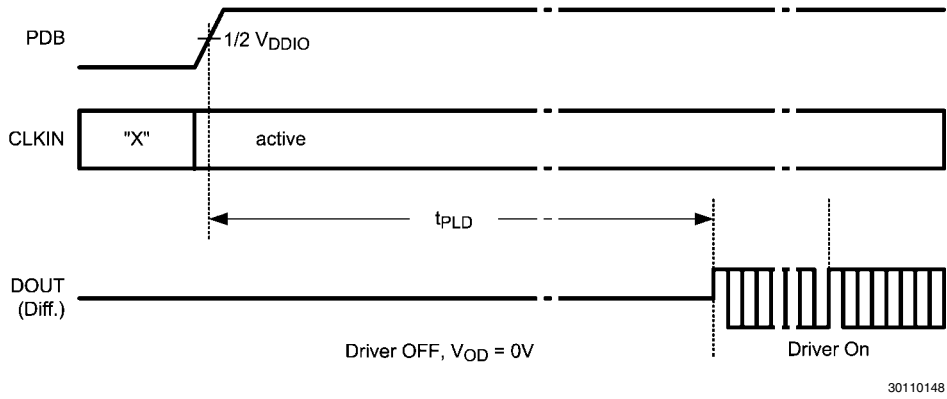 PDB
1/2 VDDIO
CLKIN
"X"
active
tPLD
DOUT
(Diff.)
Driver OFF, VOD = 0V
Driver On
30110148